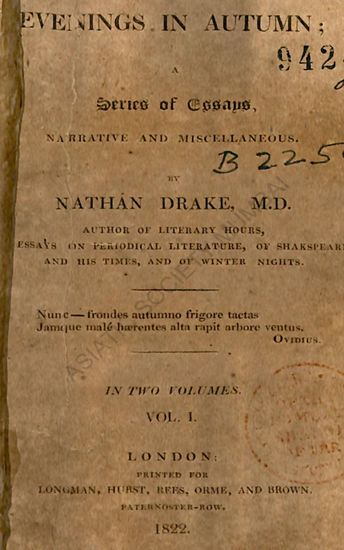 EVENINGS IN AUTUMN;
942
A
Series of Essays,
NARRATIVE AND MISCELLANEOUS.
B 225
BY
NATHAN DRAKE, M.D.
AUTHOR OF LITERARY HOURS,
ESSAYS ON PERIODICAL LITERATURE, OF SHAKSPEARE
AND HIS TIMES, AND OF WINTER NIGHTS.
Nunc — frondes autumno frigore tactas
Jamque malé hærentes alta rapit arbore ventus.
OVIDIUS.
IN TWO VOLUMES.
VOL. I.
LONDON:
PRINTED FOR
LONGMAN, HURST, REES, ORME, AND BROWN.
PATERNOSTER-ROW.
1822.